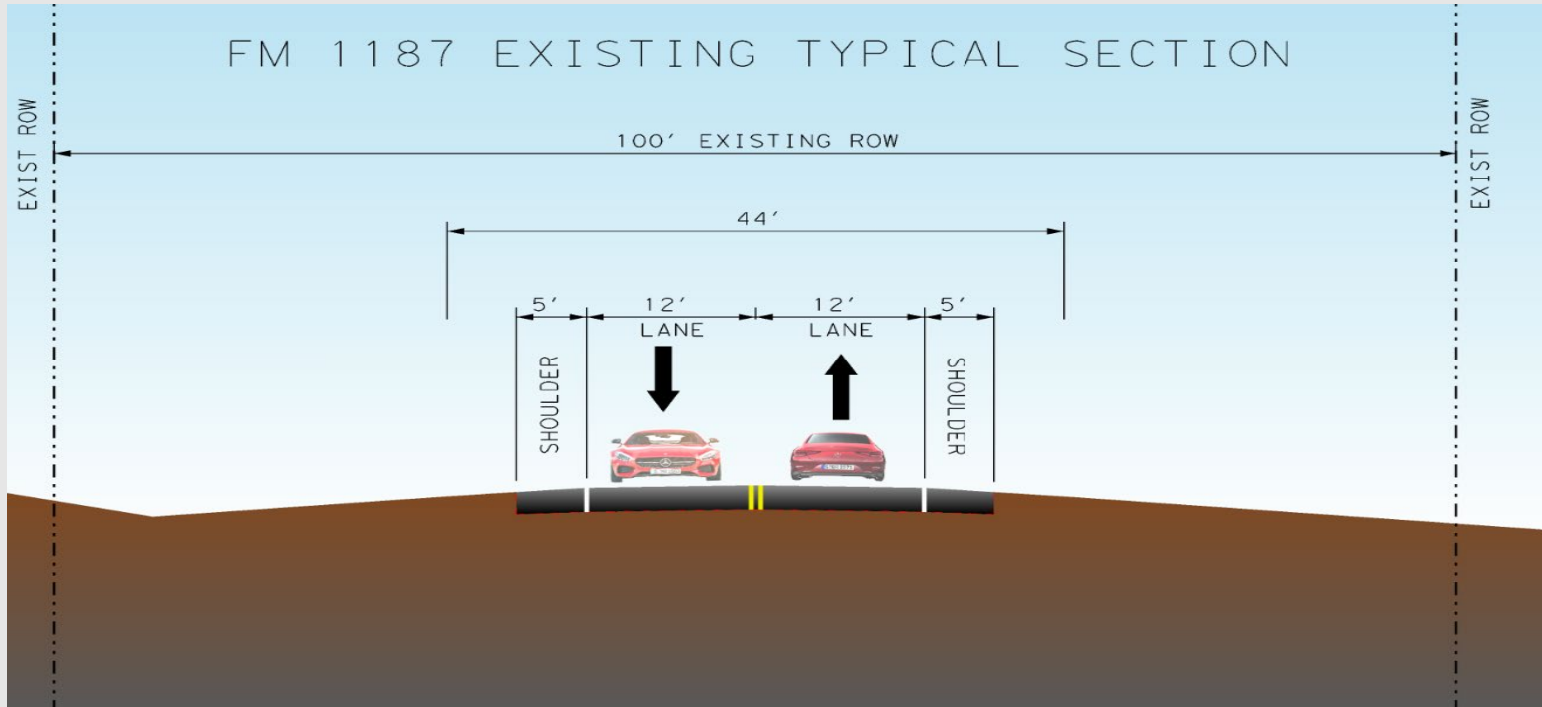 FM 1187 EXISTING TYPICAL SECTION
EXIST ROW
100' EXISTING ROW
EXIST ROW
44'
5'
12'
12'
5'
LANE
LANE
SHOULDER
SHOULDER